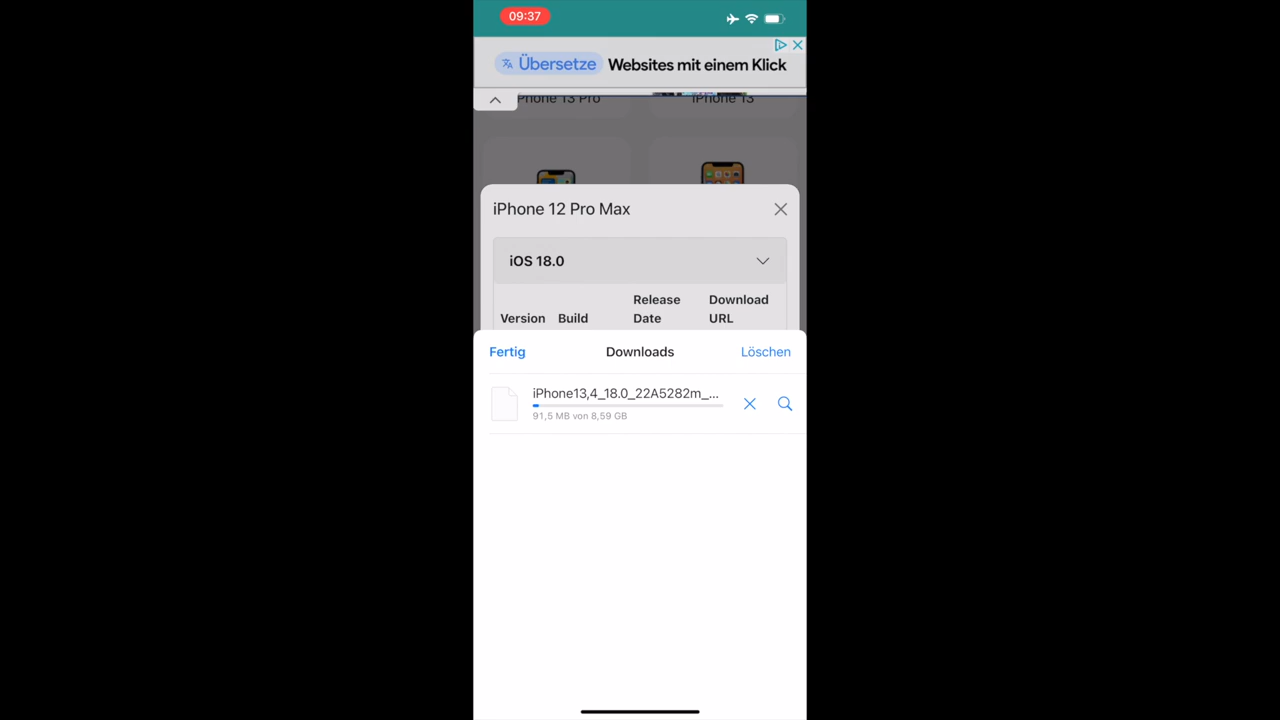 09:37
Übersetze Websites mit einem Klick
Phone 13 Pro
iPhone 13
iPhone 12 Pro Max
iOS 18.0
Version Build Release Date Download URL
Fertig Downloads Löschen
iPhone13,4_18.0_22A5282m_...
91,5 MB von 8,59 GB